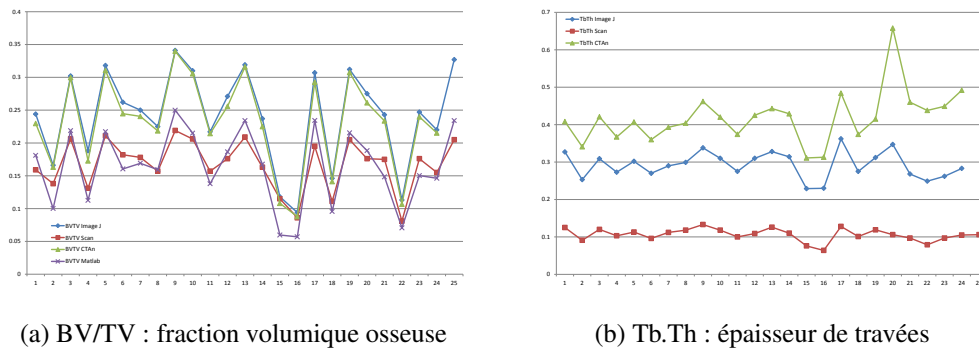 0.4
0.35
0.3
0.25
0.2
0.15
0.1
0.05
0
BVTV Image J
BVTV Scan
BVTV CTAn
BVTV Matlab
1 2 3 4 5 6 7 8 9 10 11 12 13 14 15 16 17 18 19 20 21 22 23 24 25
(a) BV/TV : fraction volumique osseuse
0.7
0.6
0.5
0.4
0.3
0.2
0.1
0
TbTh Image J
TbTh Scan
TbTh CTAn
1 2 3 4 5 6 7 8 9 10 11 12 13 14 15 16 17 18 19 20 21 22 23 24
(b) Tb.Th : épaisseur de travées